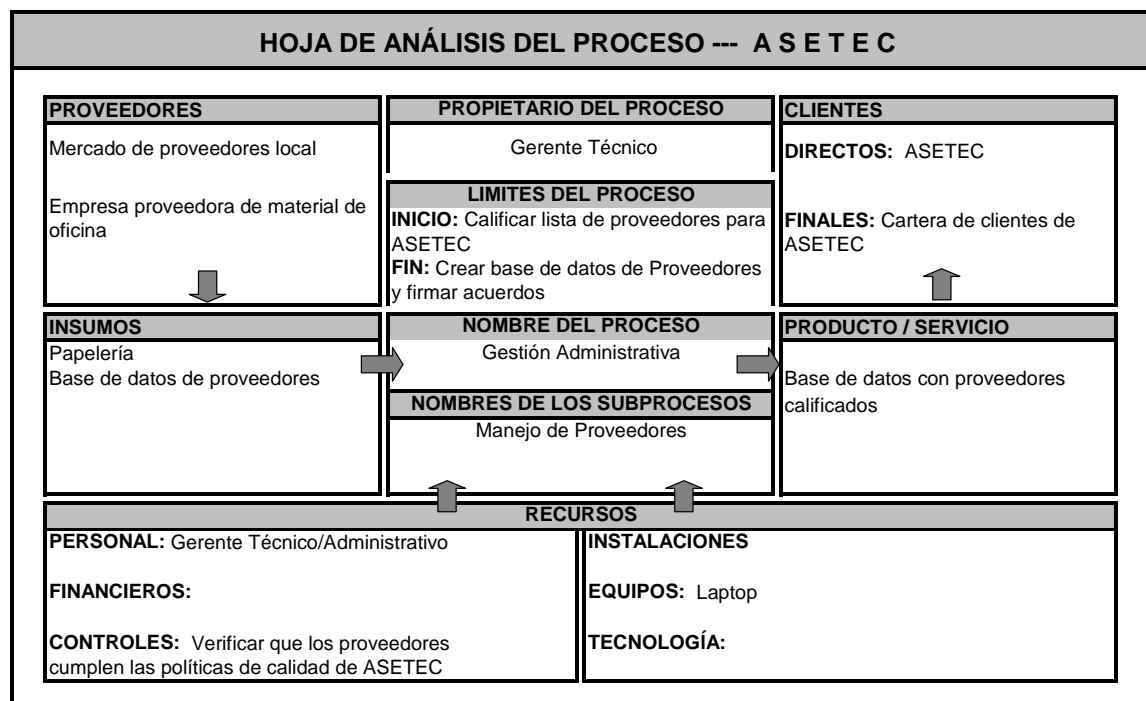 HOJA DE ANÁLISIS DEL PROCESO --- A S E T E C
PROVEEDORES
Mercado de proveedores local
Empresa proveedora de material de
oficina
PROPIETARIO DEL PROCESO
Gerente Técnico
LIMITES DEL PROCESO
INICIO: Calificar lista de proveedores para
ASETEC
FIN: Crear base de datos de Proveedores
y firmar acuerdos
CLIENTES
DIRECTOS: ASETEC
FINALES: Cartera de clientes de
ASETEC
INSUMOS
Papelería
Base de datos de proveedores
NOMBRE DEL PROCESO
Gestión Administrativa
NOMBRES DE LOS SUBPROCESOS
Manejo de Proveedores
PRODUCTO / SERVICIO
Base de datos con proveedores
calificados
RECURSOS
PERSONAL: Gerente Técnico/Administrativo
FINANCIEROS:
CONTROLES: Verificar que los proveedores
cumplen las políticas de calidad de ASETEC
INSTALACIONES
EQUIPOS: Laptop
TECNOLOGÍA: